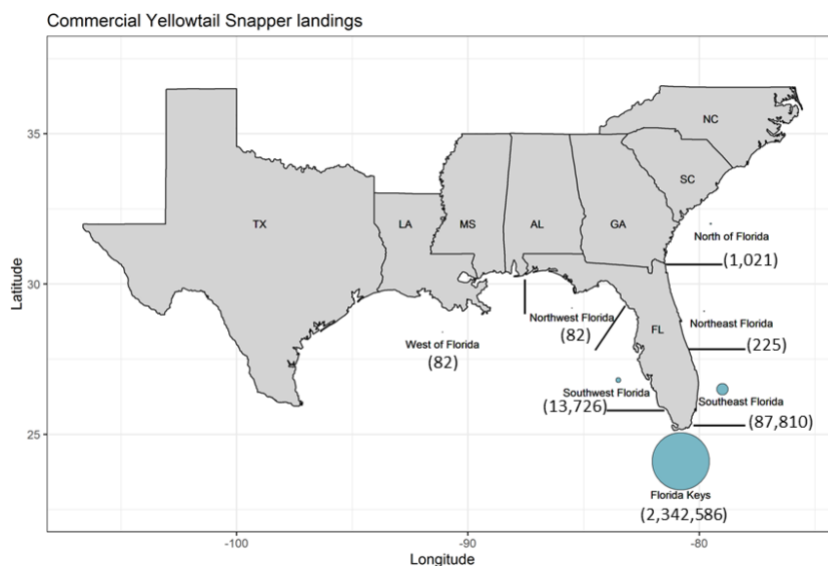 Commercial Yellowtail Snapper landings
Latitude
35
30
25
NC
SC
TX
LA
MS
AL
GA
North of Florida
(1,021)
Northwest Florida
(82)
FL
Northeast Florida
(225)
West of Florida
(82)
Southwest Florida
(13,726)
Southeast Florida
(87,810)
Florida Keys
(2,342,586)
-100
-90
-80
Longitude